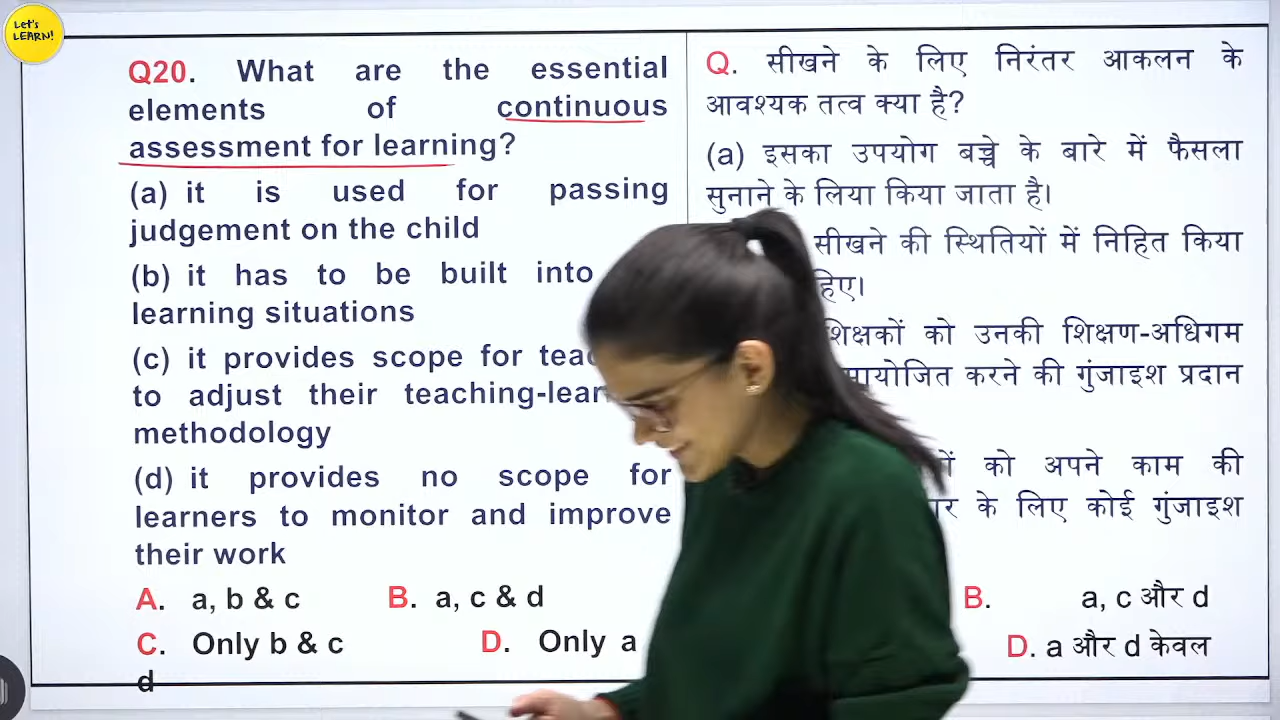 Let's
LEARN!
Q20. What are the essential
elements of continuous
assessment for learning?
(a) it is used for passing
judgement on the child
(b) it has to be built into
learning situations
(c) it provides scope for
to adjust their
methodology
(d) it provides no scope for
learners to monitor and improve
their work
A. a, b & c B. a, c & d
C. Only b & c D. Only a
d
Q. सीखने के लिए निरंतर आकलन के
आवश्यक तत्व क्या है?
(a) इसका उपयोग बच्चे के बारे में फैसला
सुनाने के लिया किया जाता है।
सीखने की स्थितियों में निहित किया
शिक्षकों को उनकी शिक्षण-अधिगम
करने की गुंजाइश प्रदान
को अपने काम की
के लिए कोई गुंजाइश
B. a, c और d
D. a और d केवल